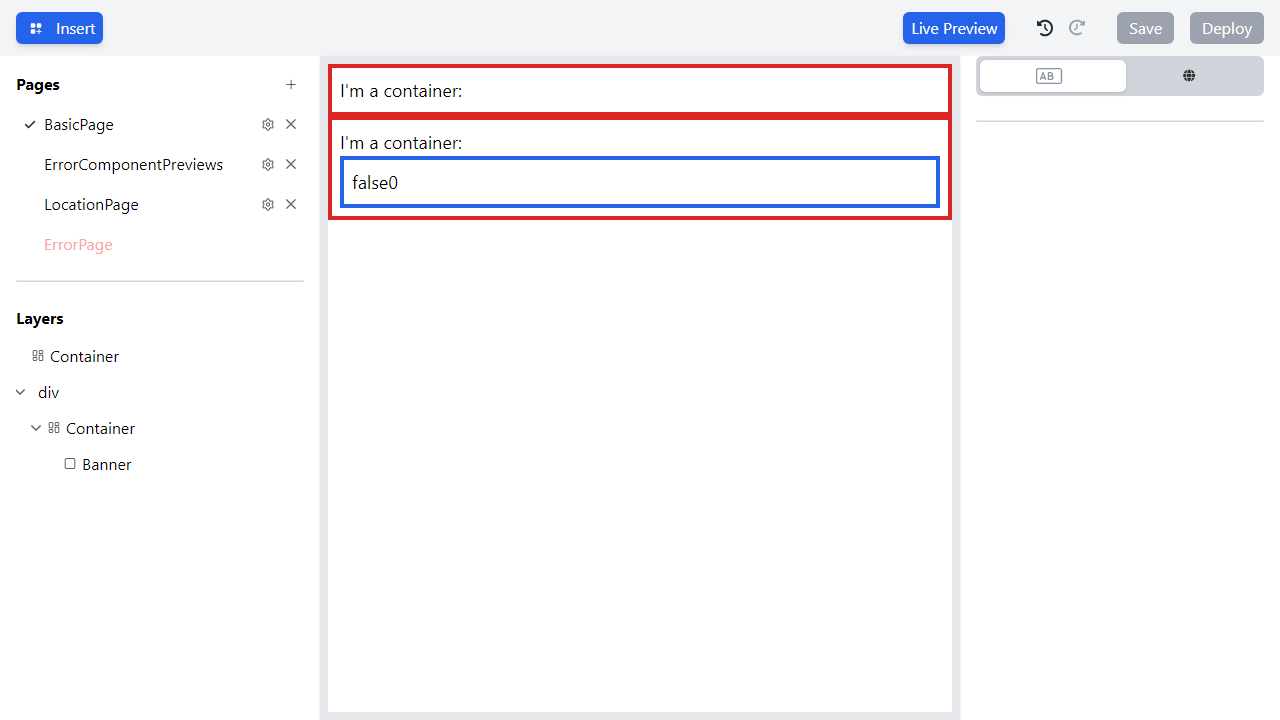 Insert
Live Preview
Save
Deploy
Pages
BasicPage
ErrorComponentPreviews
LocationPage
ErrorPage
Layers
Container
div
Container
Banner
I'm a container:
I'm a container:
false0
AB